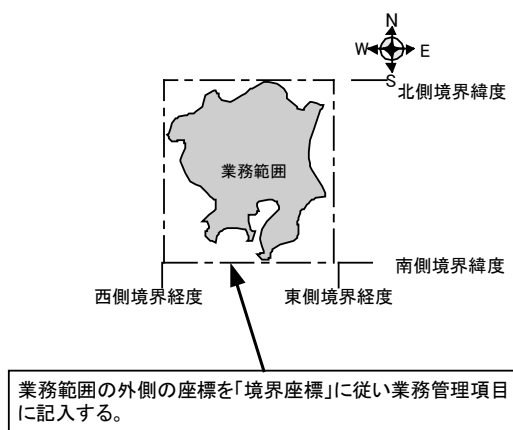 N
W E
S
北側境界緯度
業務範囲
南側境界緯度
西側境界経度 東側境界経度
業務範囲の外側の座標を「境界座標」に従い業務管理項目
に記入する。